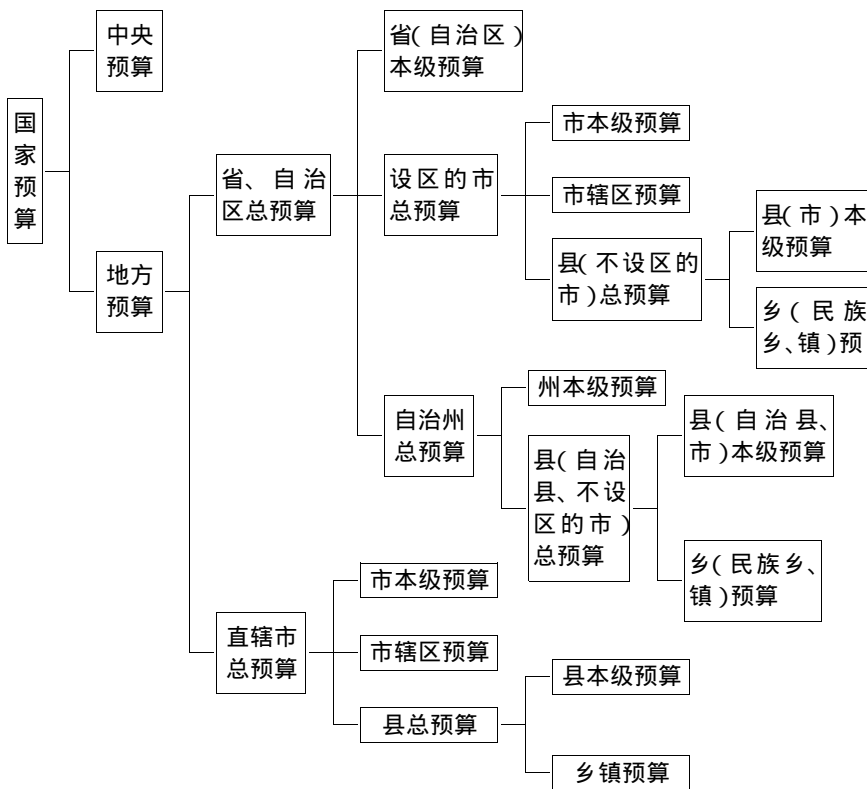 国
家
预
算
中央
预算
地方
预算
省、自治
区总预算
直辖市
总预算
省(自治区)
本级预算
设区的市
总预算
自治州
总预算
市本级预算
市辖区预算
县(不设区的
市)总预算
县(市)本
级预算
乡(民族
乡、镇)预
州本级预算
县(自治
县、不设
区的市)
总预算
县(自治县、
市)本级预算
乡(民族乡、
镇)预算
市本级预算
市辖区预算
县总预算
县本级预算
乡镇预算